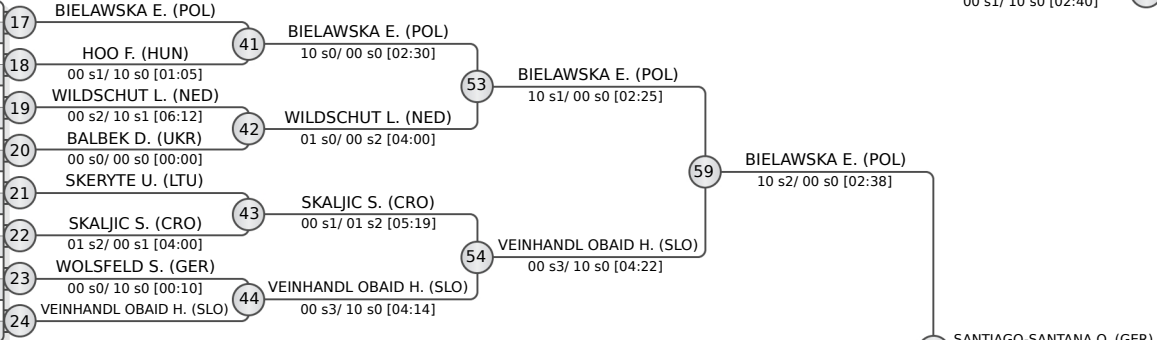 00 s1/ 10 s0 [02:40]
17
BIELAWSKA E. (POL)
18
HOO F. (HUN)
00 s1/ 10 s0 [01:05]
41
BIELAWSKA E. (POL)
10 s0/ 00 s0 [02:30]
19
WILDSCHUT L. (NED)
00 s2/ 10 s1 [06:12]
20
BALBEK D. (UKR)
00 s0/ 00 s0 [00:00]
42
WILDSCHUT L. (NED)
01 s0/ 00 s2 [04:00]
53
BIELAWSKA E. (POL)
10 s1/ 00 s0 [02:25]
21
SKERYTE U. (LTU)
22
SKALJIC S. (CRO)
01 s2/ 00 s1 [04:00]
43
SKALJIC S. (CRO)
00 s1/ 01 s2 [05:19]
23
WOLSFELD S. (GER)
00 s0/ 10 s0 [00:10]
24
VEINHANDL OBAID H. (SLO)
44
VEINHANDL OBAID H. (SLO)
00 s3/ 10 s0 [04:14]
54
VEINHANDL OBAID H. (SLO)
00 s3/ 10 s0 [04:22]
59
BIELAWSKA E. (POL)
10 s2/ 00 s0 [02:38]
SANTIAGO-SANTANA O. (GER)